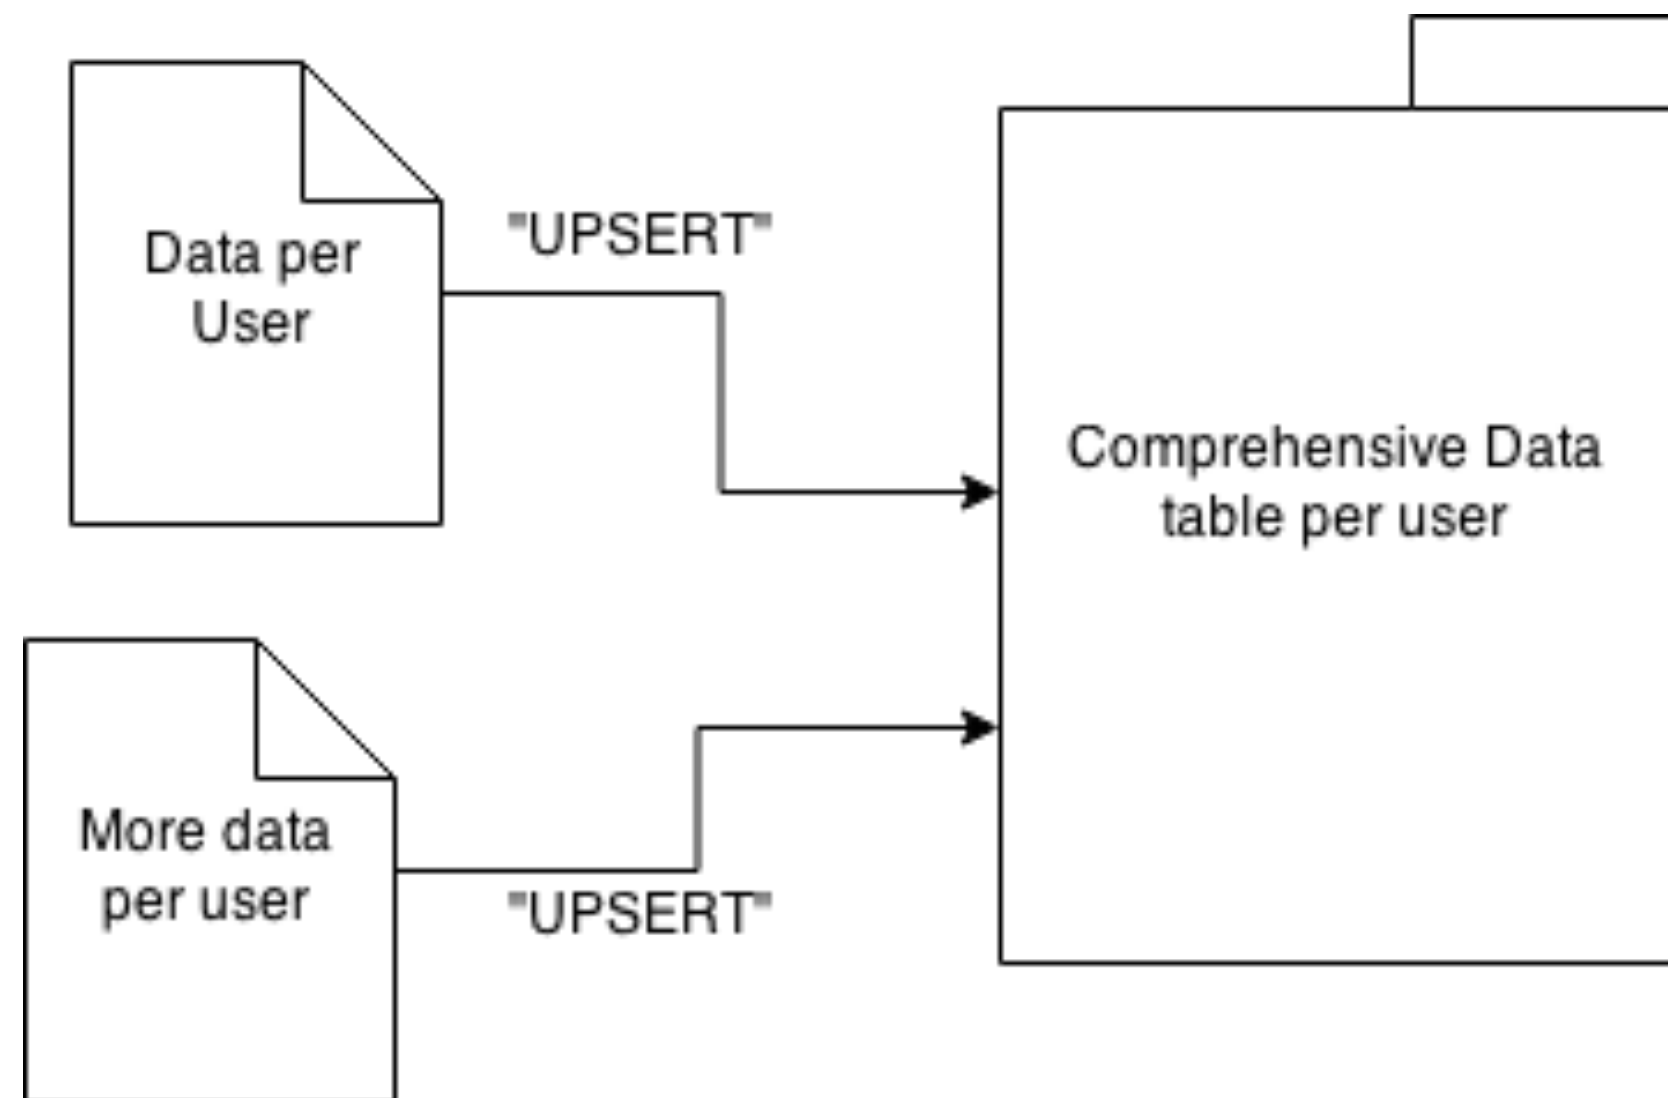 Data per
User
"UPSERT"
Comprehensive Data
table per user
More data
per user
"UPSERT"